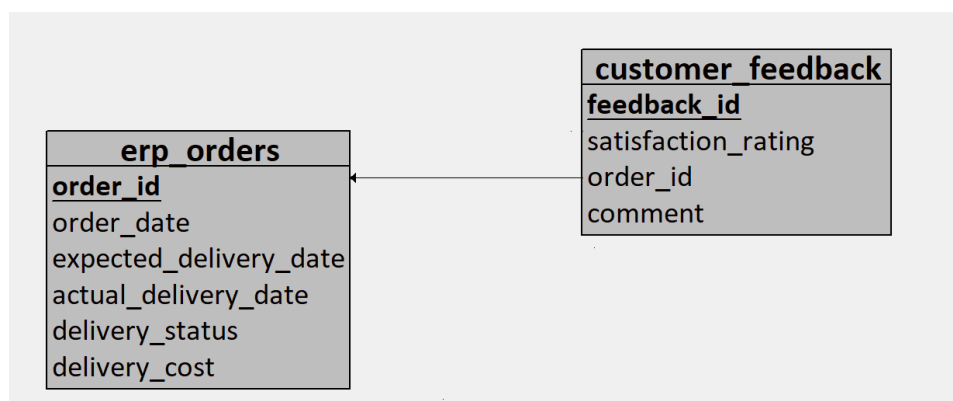 erp_orders
order_id
order_date
expected_delivery_date
actual_delivery_date
delivery_status
delivery_cost
customer_feedback
feedback_id
satisfaction_rating
order_id
comment